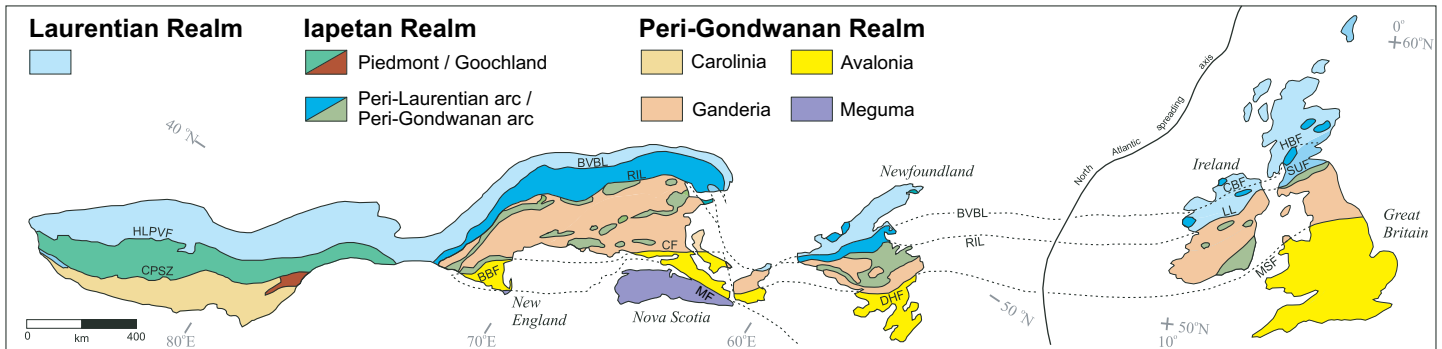 Laurentian Realm
Iapetan Realm
Piedmont / Goochland
Peri-Laurentian arc /
Peri-Gondwanan arc
Peri-Gondwanan Realm
Carolinia
Avalonia
Ganderia
Meguma
0°
60°N
40°N
North Atlantic spreading axis
HBF
SUF
Ireland
CBF
LL
Great
Britain
MSF
BVBL
RIL
Newfoundland
BVBL
RIL
DHF
CF
BBF
MF
New
England
Nova Scotia
HLPVF
CPSZ
0
400
km
80°E
70°E
60°E
50°N
50°N
10°